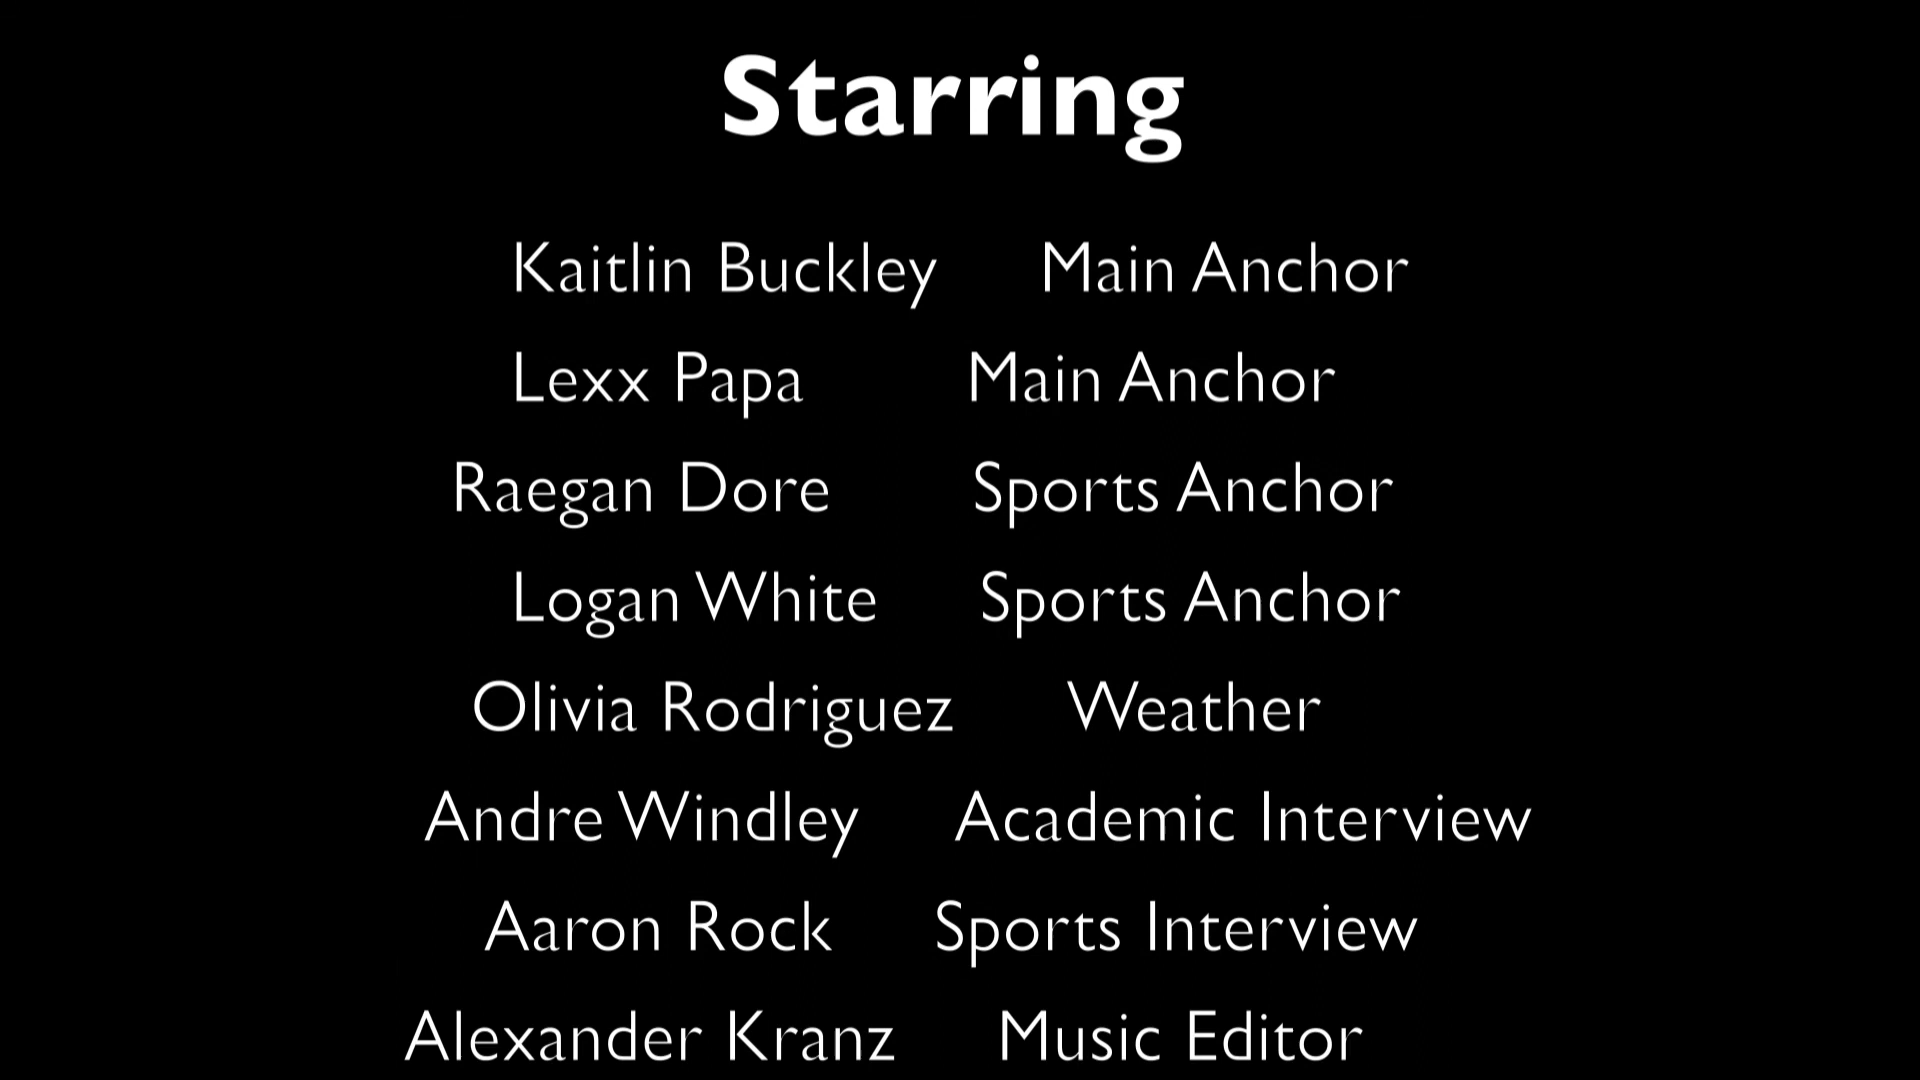 Starring
Kaitlin Buckley Main Anchor
Lexx Papa Main Anchor
Raegan Dore Sports Anchor
Logan White Sports Anchor
Olivia Rodriguez Weather
Andre Windley Academic Interview
Aaron Rock Sports Interview
Alexander Kranz Music Editor